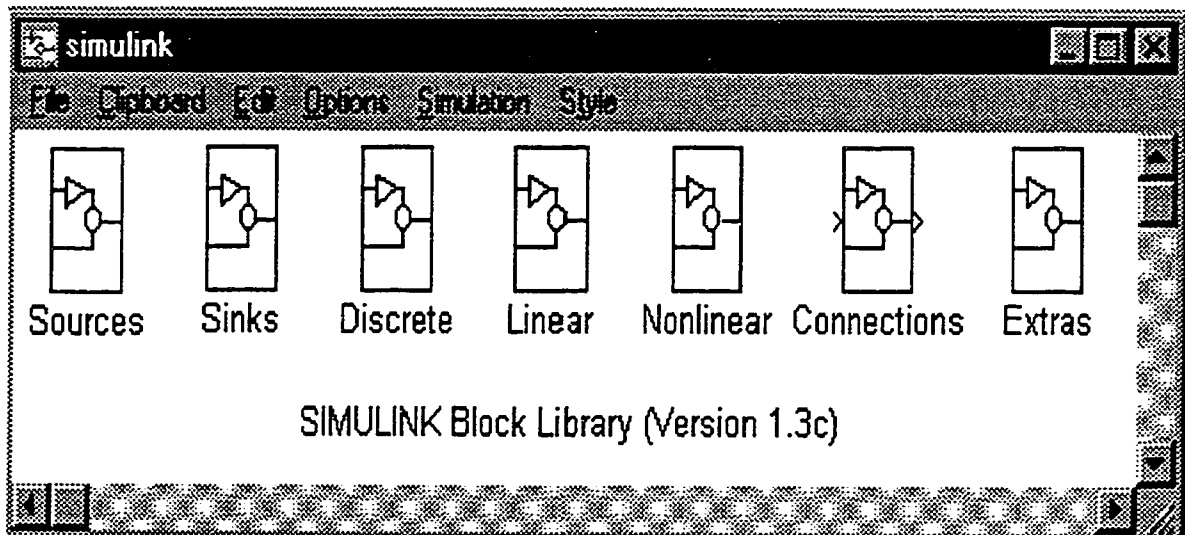 simulink
File Clipboard Edit Options Simulation Style
Sources Sinks Discrete Linear Nonlinear Connections Extras
SIMULINK Block Library (Version 1.3c)